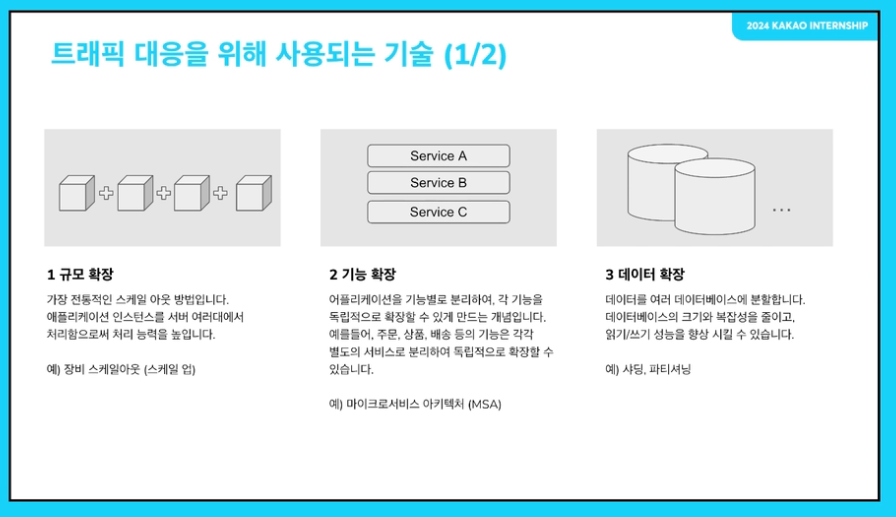 2024 KAKAO INTERNSHIP
트래픽 대응을 위해 사용되는 기술 (1/2)
Service A
Service B
Service C
...
1 규모 확장
가장 전통적인 스케일 아웃 방법입니다.
애플리케이션 인스턴스를 서버 여러대에서
처리함으로써 처리 능력을 높입니다.
예) 장비 스케일아웃 (스케일 업)
2 기능 확장
어플리케이션을 기능별로 분리하여, 각 기능을
독립적으로 확장할 수 있게 만드는 개념입니다.
예를들어, 주문, 상품, 배송 등의 기능은 각각
별도의 서비스로 분리하여 독립적으로 확장할 수
있습니다.
예) 마이크로서비스 아키텍처 (MSA)
3 데이터 확장
데이터를 여러 데이터베이스에 분할합니다.
데이터베이스의 크기와 복잡성을 줄이고,
읽기/쓰기 성능을 향상 시킬 수 있습니다.
예) 샤딩, 파티셔닝